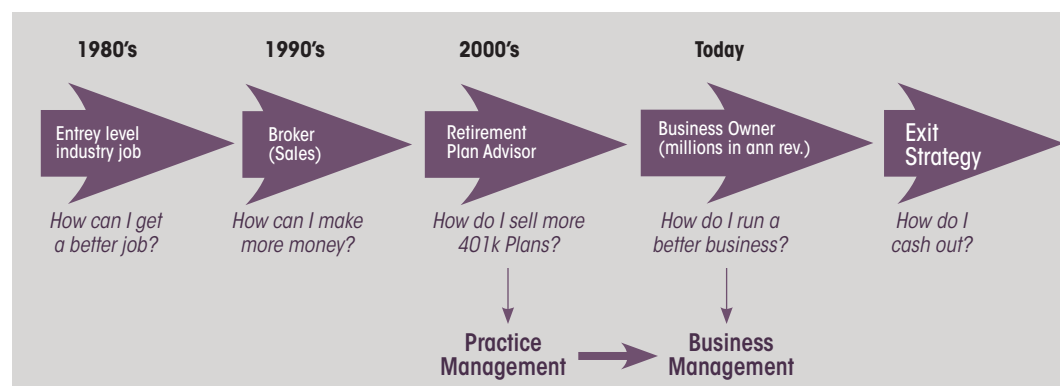 1980's
1990's
2000's
Today
Entrey level
industry job
Broker
(Sales)
Retirement
Plan Advisor
Business Owner
(millions in ann rev.)
Exit
Strategy
How can I get
a better job?
How can I make
more money?
How do I sell more
401k Plans?
How do I run a
better business?
How do I
cash out?
Practice
Management
Business
Management